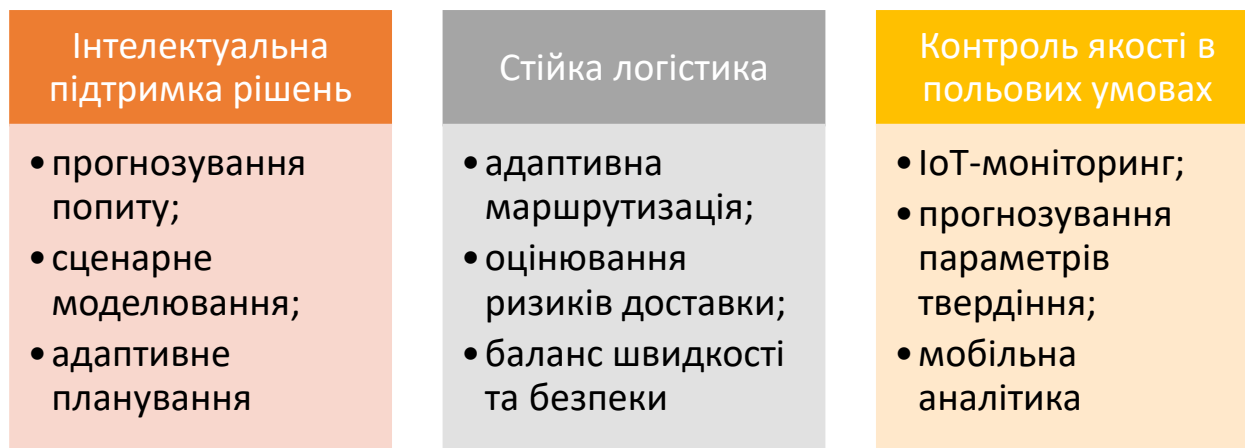 Інтелектуальна
підтримка рішень
• прогнозування
попиту;
• сценарне
моделювання;
• адаптивне
планування
Стійка логістика
• адаптивна
маршрутизація;
• оцінювання
ризиків доставки;
• баланс швидкості
та безпеки
Контроль якості в
польових умовах
• ІоТ-моніторинг;
• прогнозування
параметрів
твердіння;
• мобільна
аналітика